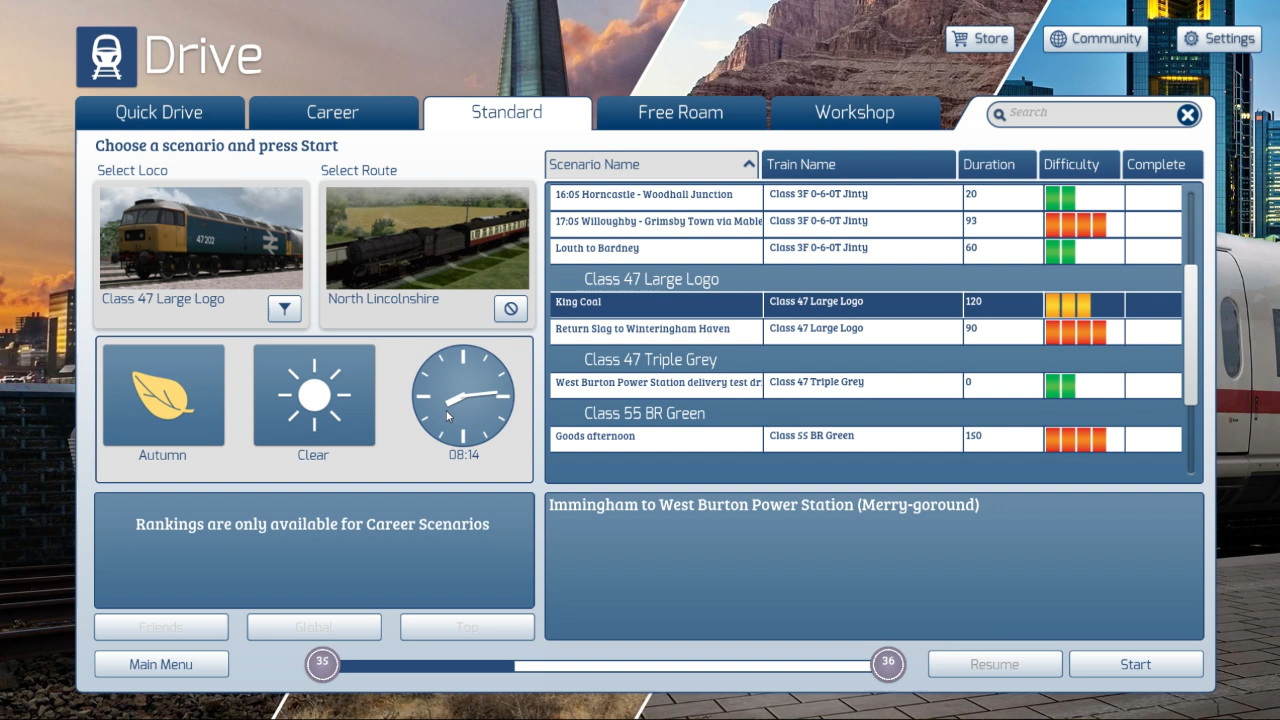 Drive
Store
Community
Settings
Quick Drive
Career
Standard
Free Roam
Workshop
Search
Choose a scenario and press Start
Select Loco
Select Route
47 202
Class 47 Large Logo
North Lincolnshire
Scenario Name
Train Name
Duration
Difficulty
Complete
16:05 Horncastle - Woodhall Junction
Class 3F 0-6-0T Jinty
20
17:05 Willoughby - Grimsby Town via Mable
Class 3F 0-6-0T Jinty
93
Louth to Bardney
Class 3F 0-6-0T Jinty
60
Class 47 Large Logo
King Coal
Class 47 Large Logo
120
Return Slag to Winteringham Haven
Class 47 Large Logo
90
Class 47 Triple Grey
West Burton Power Station delivery test dr
Class 47 Triple Grey
0
Class 55 BR Green
Goods afternoon
Class 55 BR Green
150
Autumn
Clear
08:14
Rankings are only available for Career Scenarios
Immingham to West Burton Power Station (Merry-goround)
Friends
Global
Top
Main Menu
35
36
Resume
Start